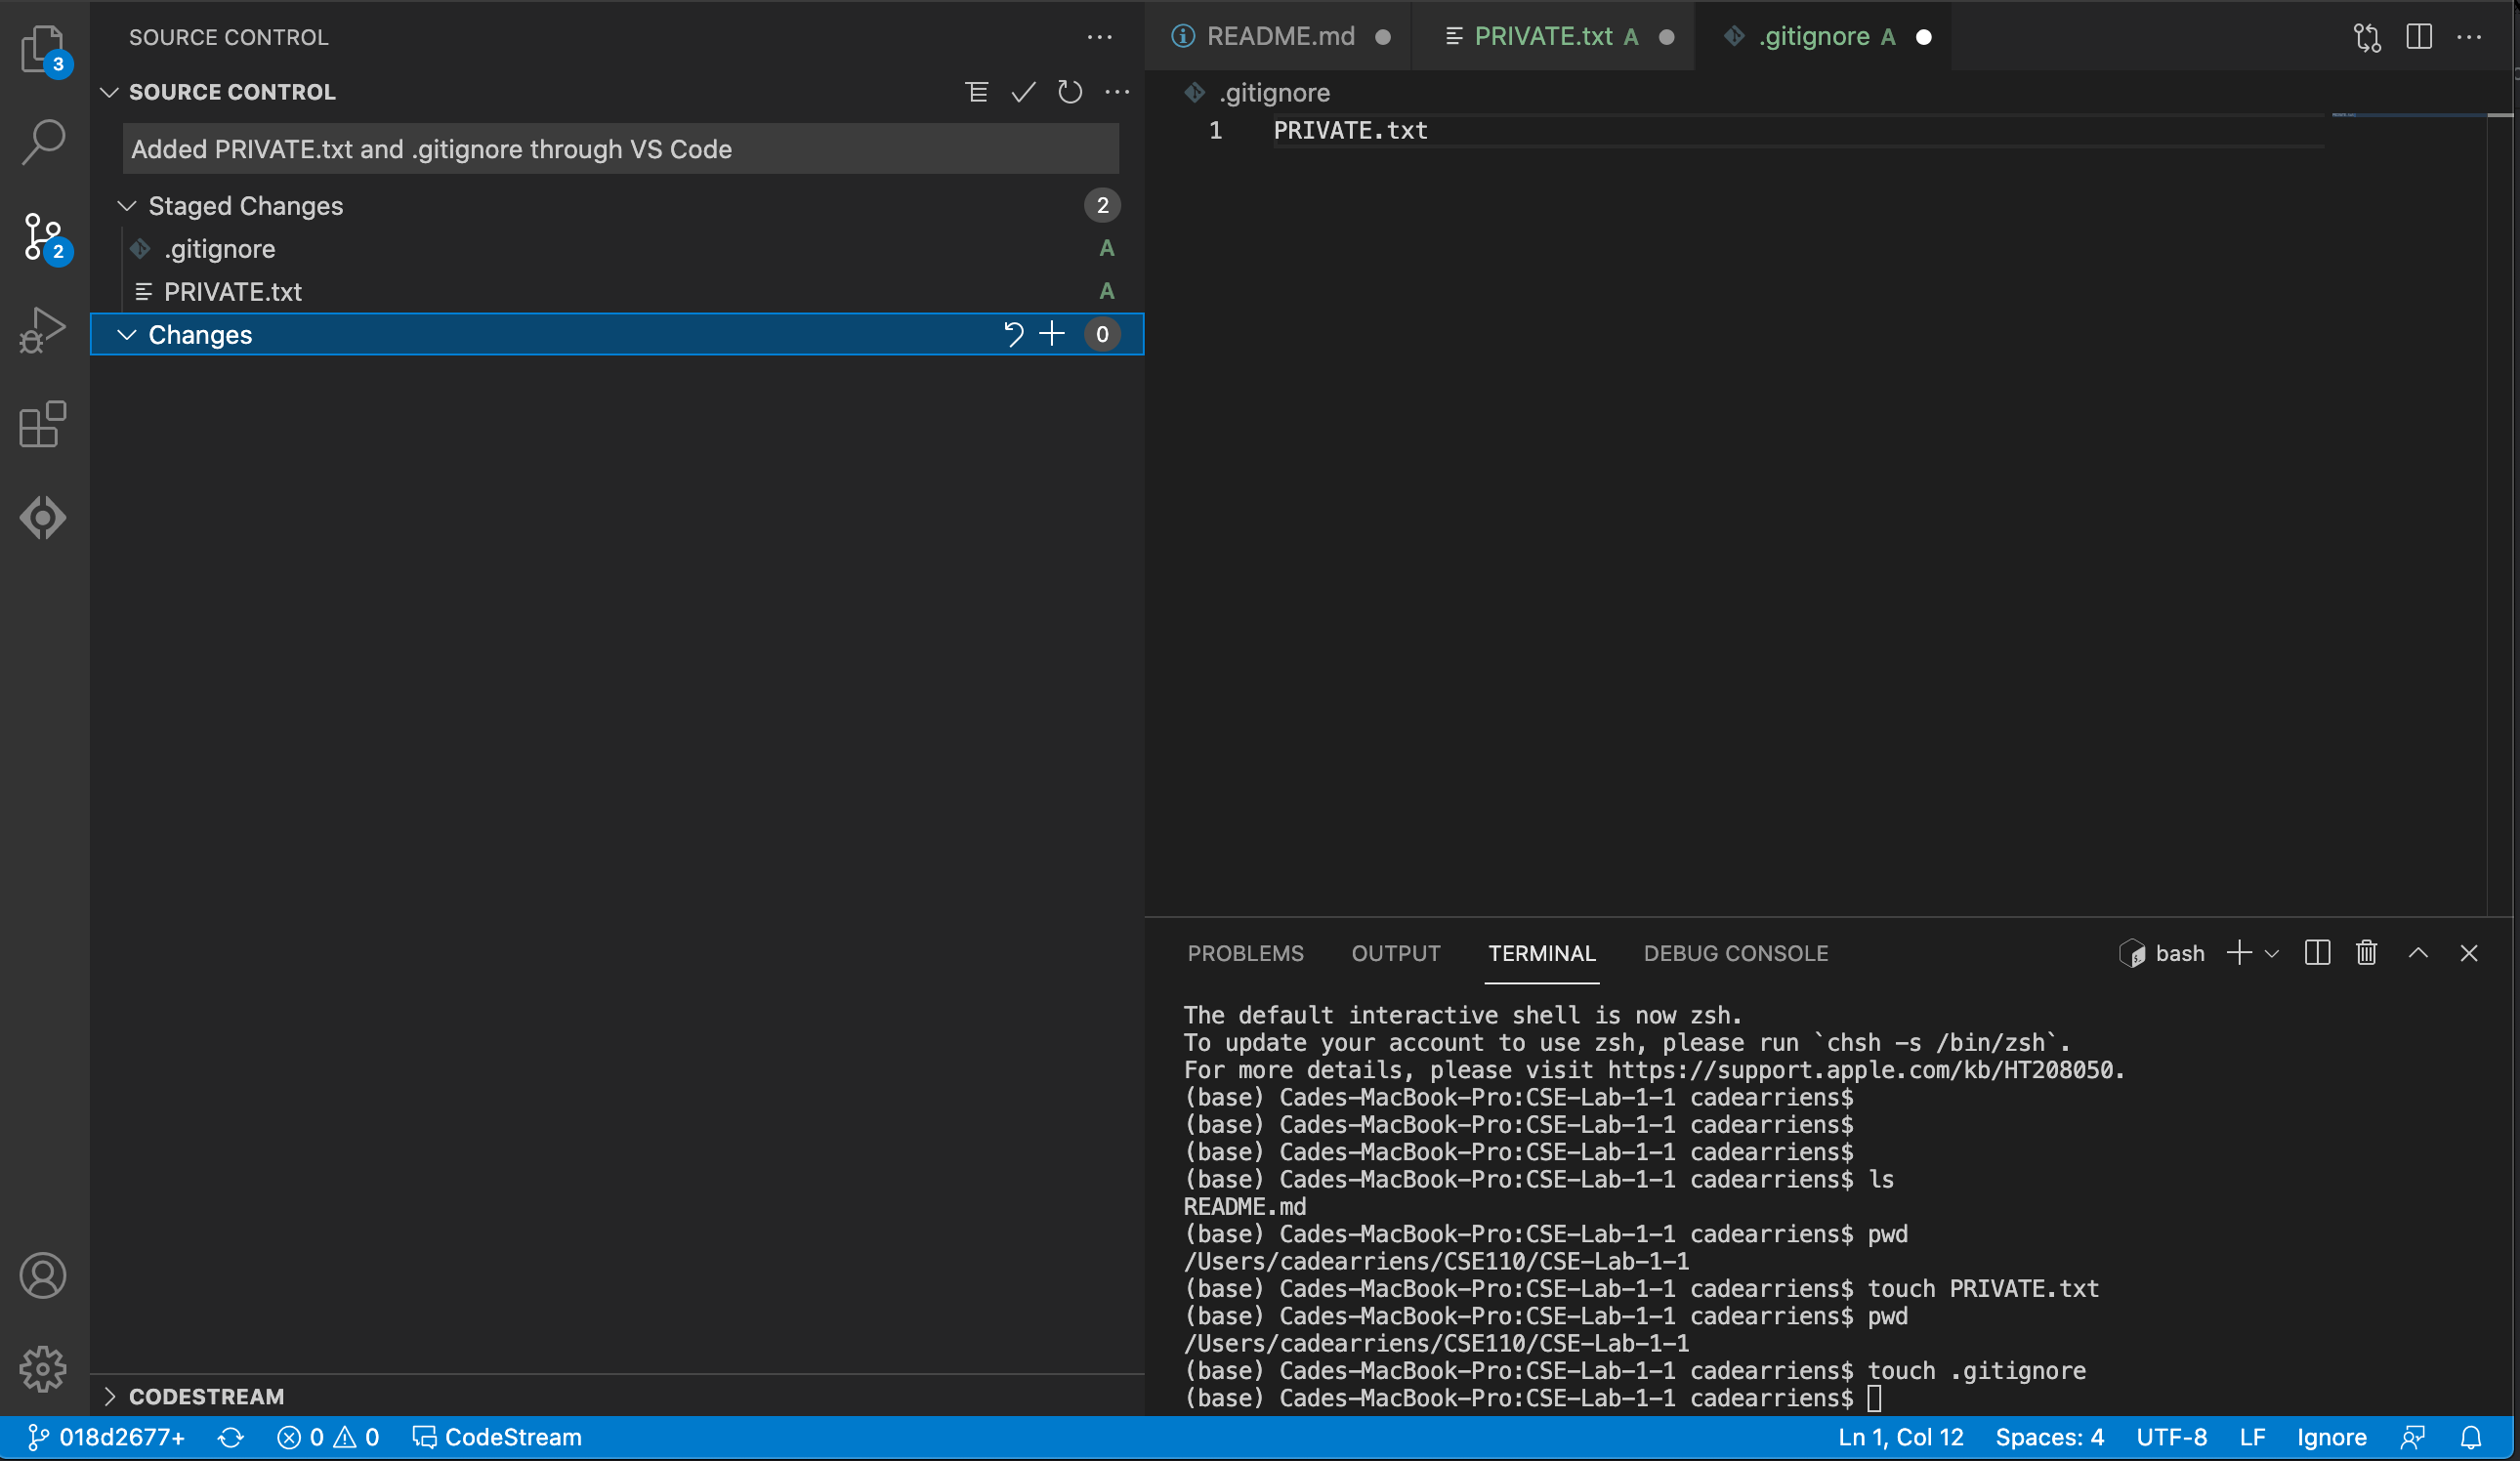 3
2
SOURCE CONTROL
SOURCE CONTROL
Added PRIVATE.txt and .gitignore through VS Code
Staged Changes 2
.gitignore A
PRIVATE.txt A
Changes 0
CODESTREAM
README.md PRIVATE.txt A .gitignore A
.gitignore
1 PRIVATE.txt
PROBLEMS OUTPUT TERMINAL DEBUG CONSOLE bash
The default interactive shell is now zsh.
To update your account to use zsh, please run `chsh -s /bin/zsh`.
For more details, please visit https://support.apple.com/kb/HT208050.
(base) Cades-MacBook-Pro:CSE-Lab-1-1 cadearriens$
(base) Cades-MacBook-Pro:CSE-Lab-1-1 cadearriens$
(base) Cades-MacBook-Pro:CSE-Lab-1-1 cadearriens$
(base) Cades-MacBook-Pro:CSE-Lab-1-1 cadearriens$ ls
README.md
(base) Cades-MacBook-Pro:CSE-Lab-1-1 cadearriens$ pwd
/Users/cadearriens/CSE110/CSE-Lab-1-1
(base) Cades-MacBook-Pro:CSE-Lab-1-1 cadearriens$ touch PRIVATE.txt
(base) Cades-MacBook-Pro:CSE-Lab-1-1 cadearriens$ pwd
/Users/cadearriens/CSE110/CSE-Lab-1-1
(base) Cades-MacBook-Pro:CSE-Lab-1-1 cadearriens$ touch .gitignore
(base) Cades-MacBook-Pro:CSE-Lab-1-1 cadearriens$
018d2677+ 0 0 CodeStream Ln 1, Col 12 Spaces: 4 UTF-8 LF Ignore